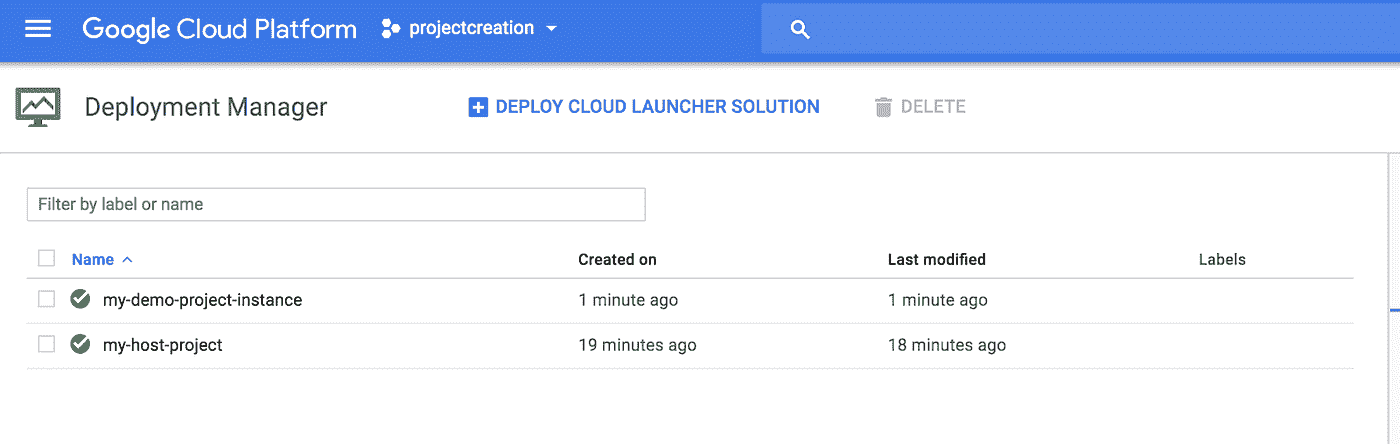 Google Cloud Platform projectcreation
Deployment Manager DEPLOY CLOUD LAUNCHER SOLUTION DELETE
Filter by label or name
Name Created on Last modified Labels
my-demo-project-instance 1 minute ago 1 minute ago
my-host-project 19 minutes ago 18 minutes ago